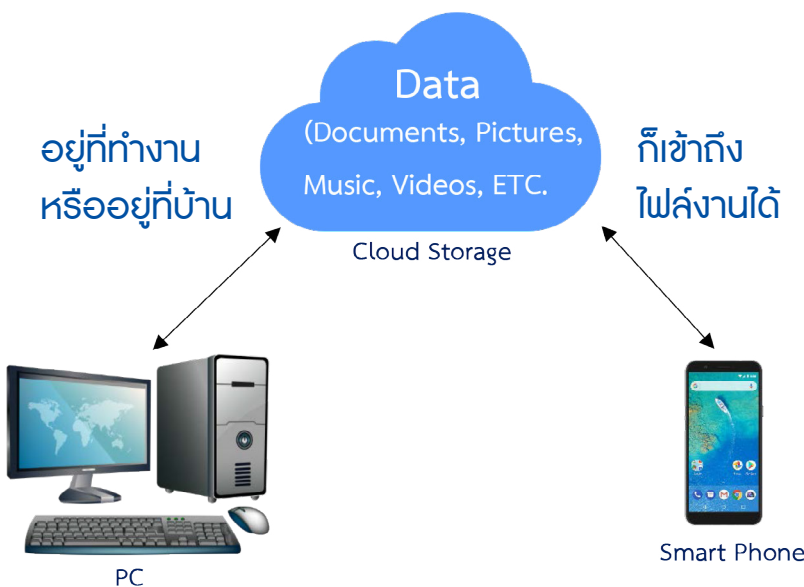 Data
(Documents, Pictures,
Music, Videos, ETC.
อยู่ที่ทำงาน
หรืออยู่ที่บ้าน
ก็เข้าถึง
ไฟล์งานได้
Cloud Storage
PC
Smart Phone